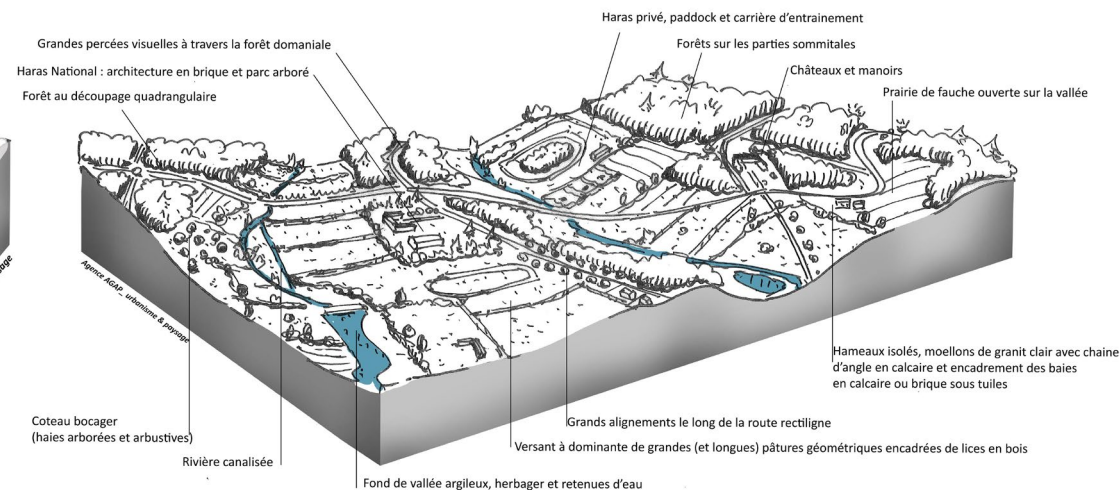 Haras privé, paddock et carrière d'entrainement
Grandes percées visuelles à travers la forêt domaniale
Forêts sur les parties sommitales
Haras National : architecture en brique et parc arboré
Châteaux et manoirs
Forêt au découpage quadrangulaire
Prairie de fauche ouverte sur la vallée
Agence AGAP_ urbanisme & paysage
Hameaux isolés, moellons de granit clair avec chaine
d'angle en calcaire et encadrement des baies
en calcaire ou brique sous tuiles
Coteau bocager
(haies arborées et arbustives)
Grands alignements le long de la route rectiligne
Versant à dominante de grandes (et longues) pâtures géométriques encadrées de lices en bois
Rivière canalisée
Fond de vallée argileux, herbager et retenues d'eau